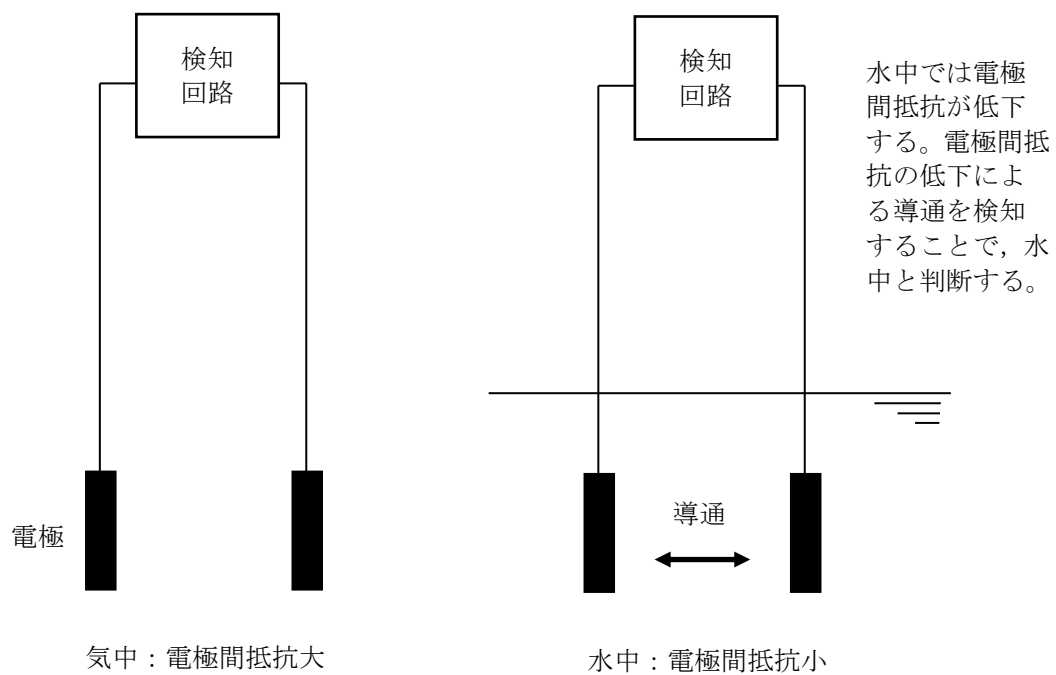 検知
回路
電極
気中：電極間抵抗大
検知
回路
導通
水中：電極間抵抗小
水中では電極
間抵抗が低下
する。電極間抵
抗の低下によ
る導通を検知
することで，水
中と判断する。